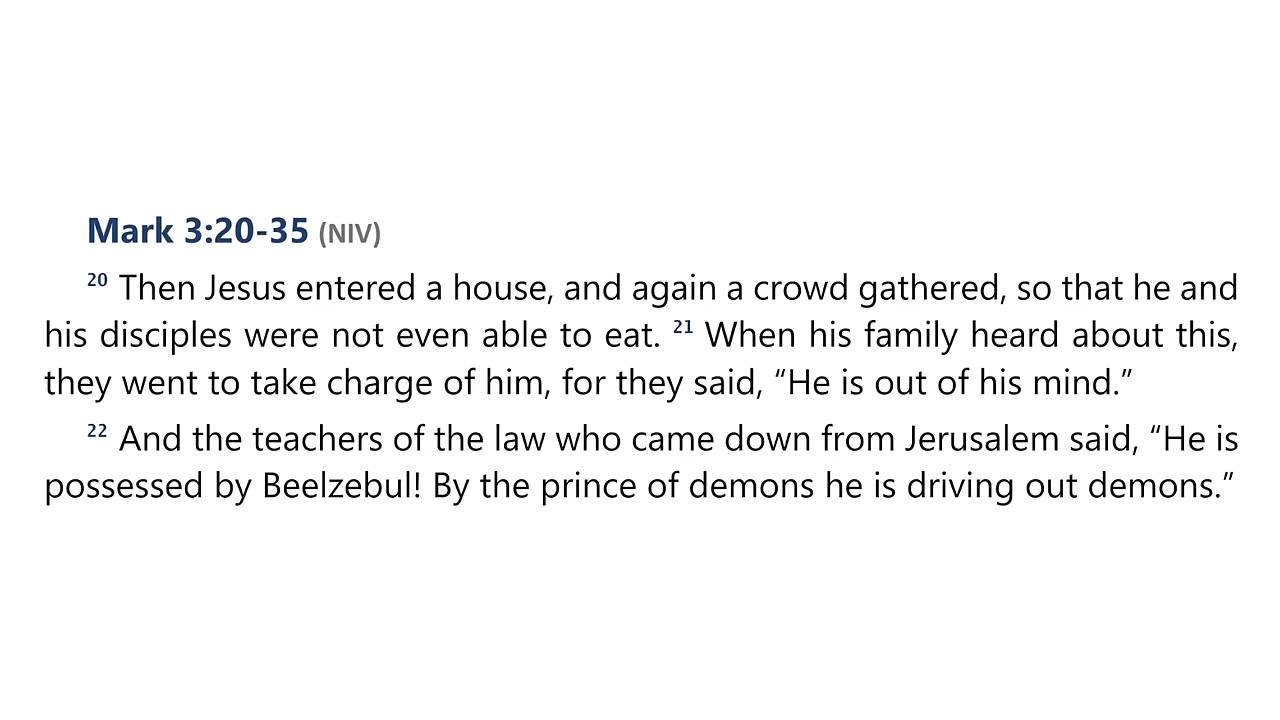 Mark 3:20-35 (NIV)
20 Then Jesus entered a house, and again a crowd gathered, so that he and
his disciples were not even able to eat. 21 When his family heard about this,
they went to take charge of him, for they said, “He is out of his mind.”
22 And the teachers of the law who came down from Jerusalem said, “He is
possessed by Beelzebul! By the prince of demons he is driving out demons.”